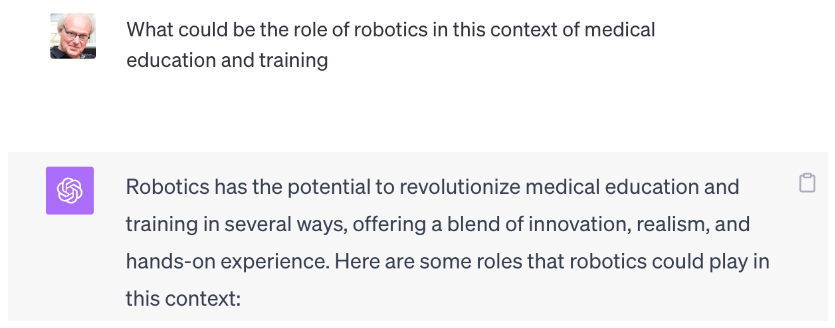 What could be the role of robotics in this context of medical
education and training
Robotics has the potential to revolutionize medical education and
training in several ways, offering a blend of innovation, realism, and
hands-on experience. Here are some roles that robotics could play in
this context: